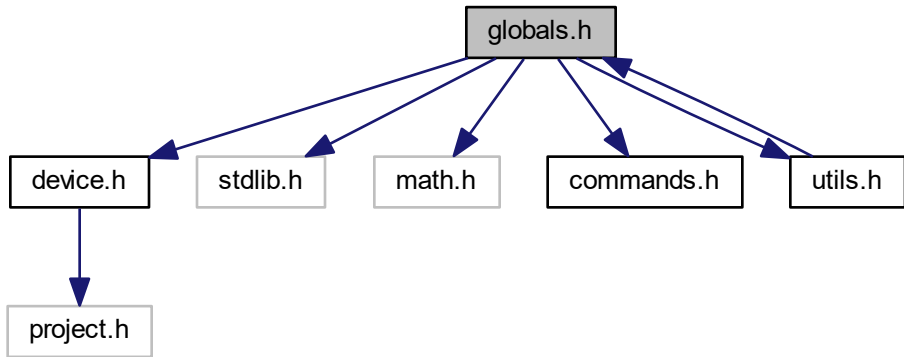 globals.h
device.h
stdlib.h
math.h
commands.h
utils.h
project.h